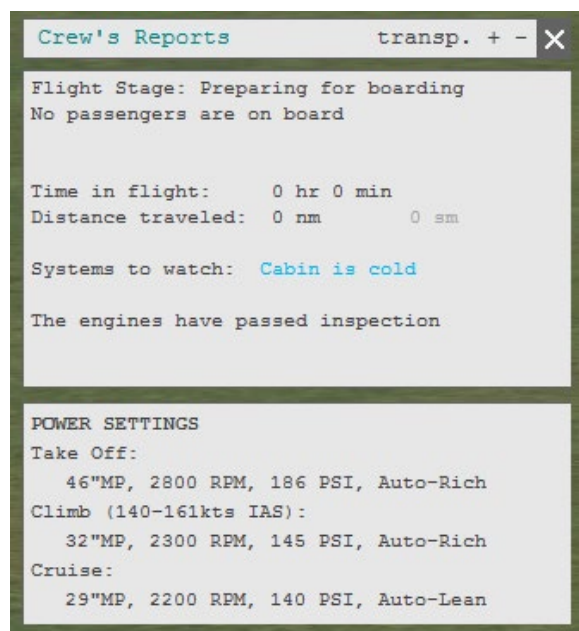 Crew's Reports transp. + -
Flight Stage: Preparing for boarding
No passengers are on board
Time in flight: 0 hr 0 min
Distance traveled: 0 nm 0 sm
Systems to watch: Cabin is cold
The engines have passed inspection
POWER SETTINGS
Take Off:
46"MP, 2800 RPM, 186 PSI, Auto-Rich
Climb (140-161kts IAS):
32"MP, 2300 RPM, 145 PSI, Auto-Rich
Cruise:
29"MP, 2200 RPM, 140 PSI, Auto-Lean